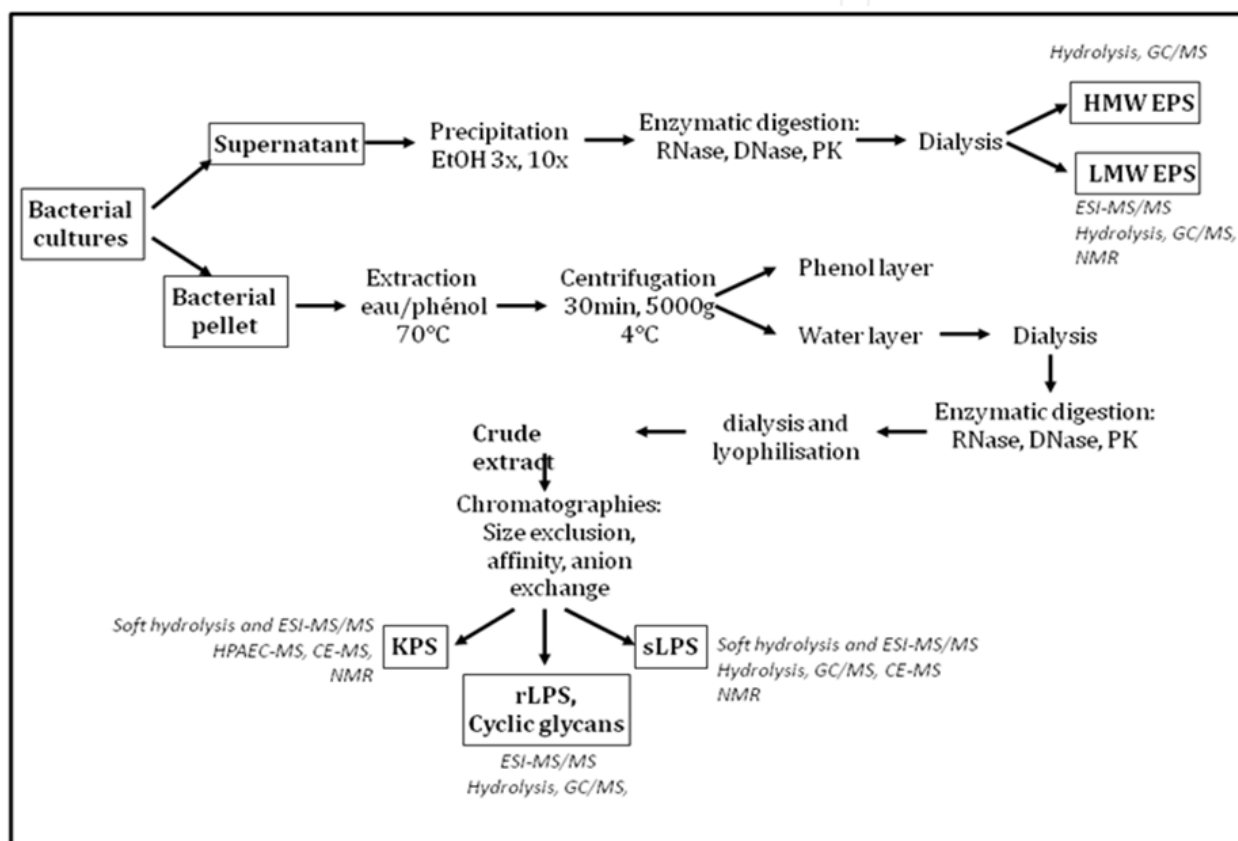 Hydrolysis, GC/MS
HMW EPS
Supernatant
Precipitation
EtOH 3x, 10x
Enzymatic digestion:
RNase, DNase, PK
Dialysis
LMW EPS
ESI-MS/MS
Hydrolysis, GC/MS,
NMR
Bacterial
cultures
Bacterial
pellet
Extraction
eau/phénol
70°C
Centrifugation
30min, 5000g
4°C
Phenol layer
Water layer
Dialysis
Enzymatic digestion:
RNase, DNase, PK
dialysis and
lyophilisation
Crude
extract
Chromatographies:
Size exclusion,
affinity, anion
exchange
Soft hydrolysis and ESI-MS/MS
HPAEC-MS, CE-MS,
NMR
KPS
rLPS,
Cyclic glycans
ESI-MS/MS
Hydrolysis, GC/MS,
sLPS
Soft hydrolysis and ESI-MS/MS
Hydrolysis, GC/MS, CE-MS
NMR